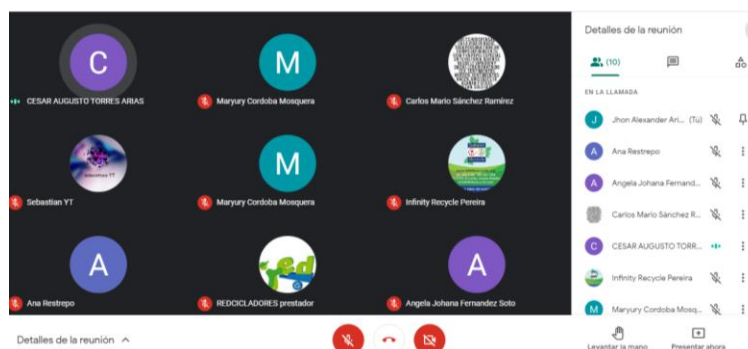 C
CESAR AUGUSTO TORRES ARIAS
M
Maryury Cordoba Mosquera
Carlos Mario Sánchez Ramírez
Sebastian YT
M
Maryury Cordoba Mosquera
Infinity Recycle Pereira
A
Ana Restrepo
REDCICLADORES prestador
A
Angela Johana Fernandez Soto
Detalles de la reunión
Detalles de la reunión
(10)
EN LA LLAMADA
J Jhon Alexander Ari... (Tú)
A Ana Restrepo
A Angela Johana Fernand...
Carlos Mario Sánchez R...
C CESAR AUGUSTO TORR...
Infinity Recycle Pereira
M Maryury Cordoba Mosq...
Levantar la mano
Presentar ahora